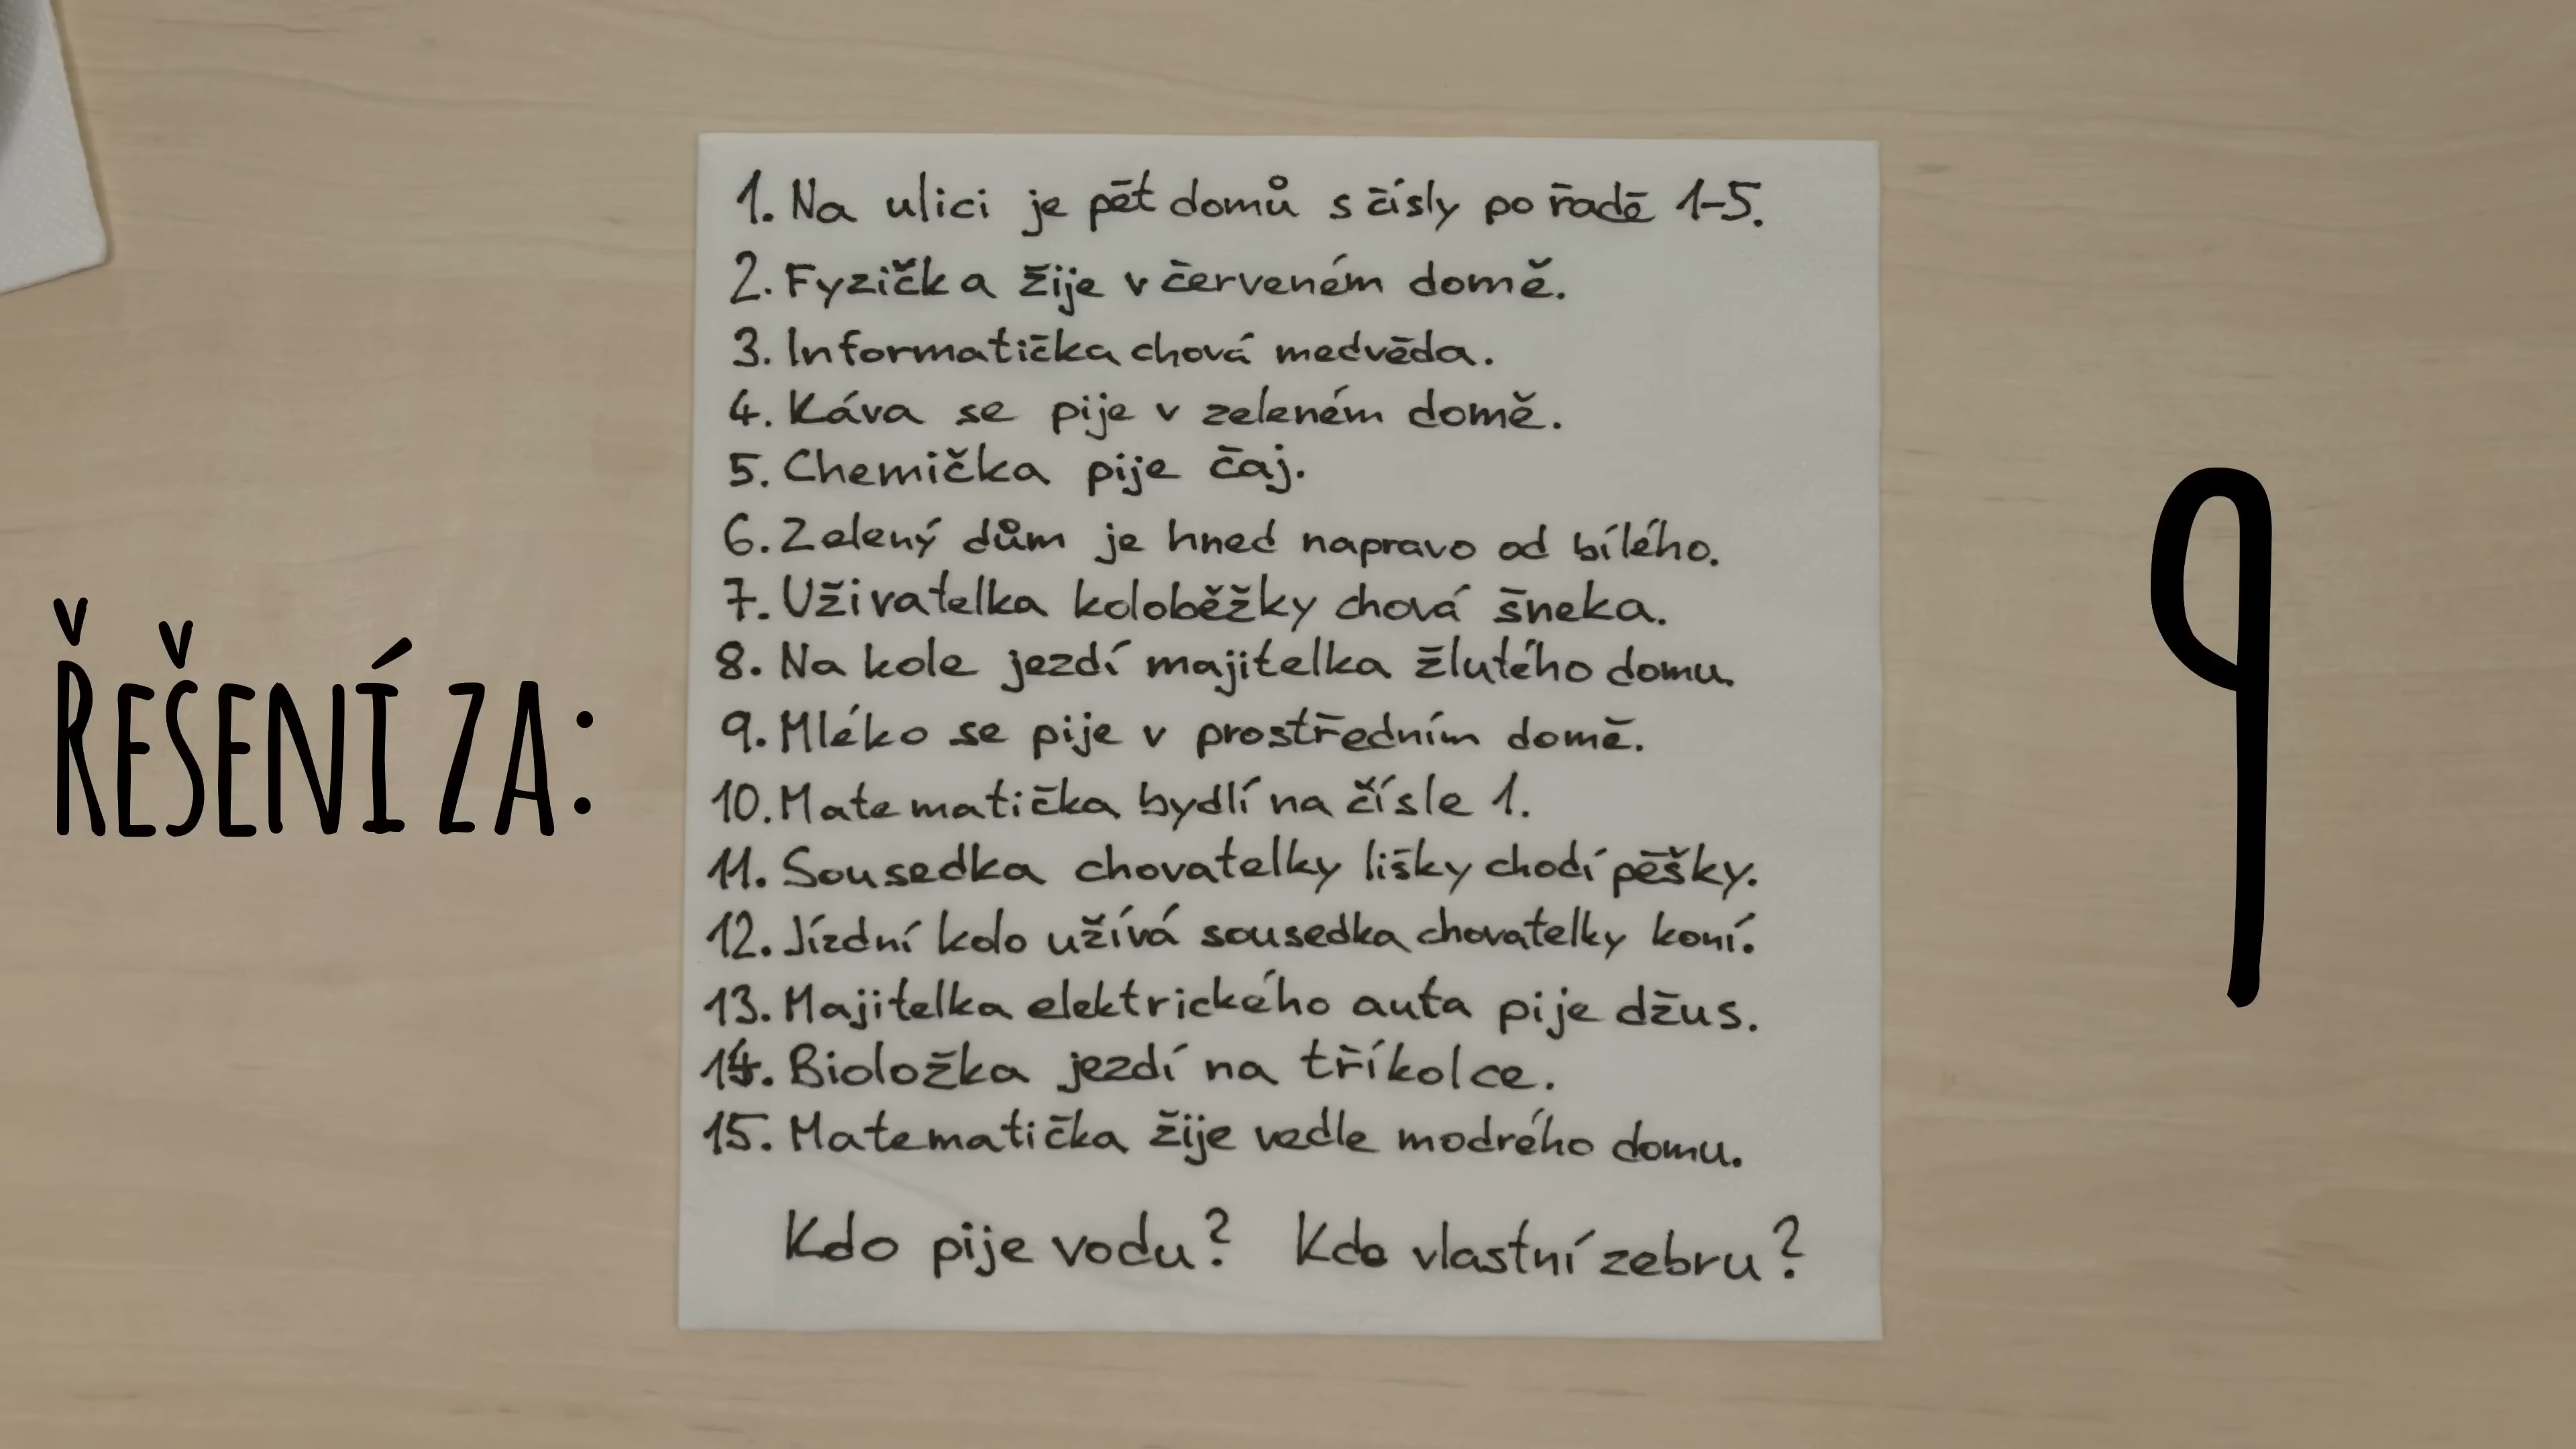 1. Na ulici je pět domů s čísly po řadě 1-5.
2. Fyzička žije v červeném domě.
3. Informatička chová medvěda.
4. Káva se pije v zeleném domě.
5. Chemička pije čaj.
6. Zelený dům je hned napravo od bílého.
7. Uživatelka koloběžky chová šneka.
8. Na kole jezdí majitelka žlutého domu.
9. Mléko se pije v prostředním domě.
10. Matematička bydlí na čísle 1.
11. Sousedka chovatelky lišky chodí pěšky.
12. Jízdní kolo užívá sousedka chovatelky koní.
13. Majitelka elektrického auta pije džus.
14. Bioložka jezdí na tříkolce.
15. Matematička žije vedle modrého domu.
Kdo pije vodu? Kdo vlastní zebru?
ŘEŠENÍ ZA:
9